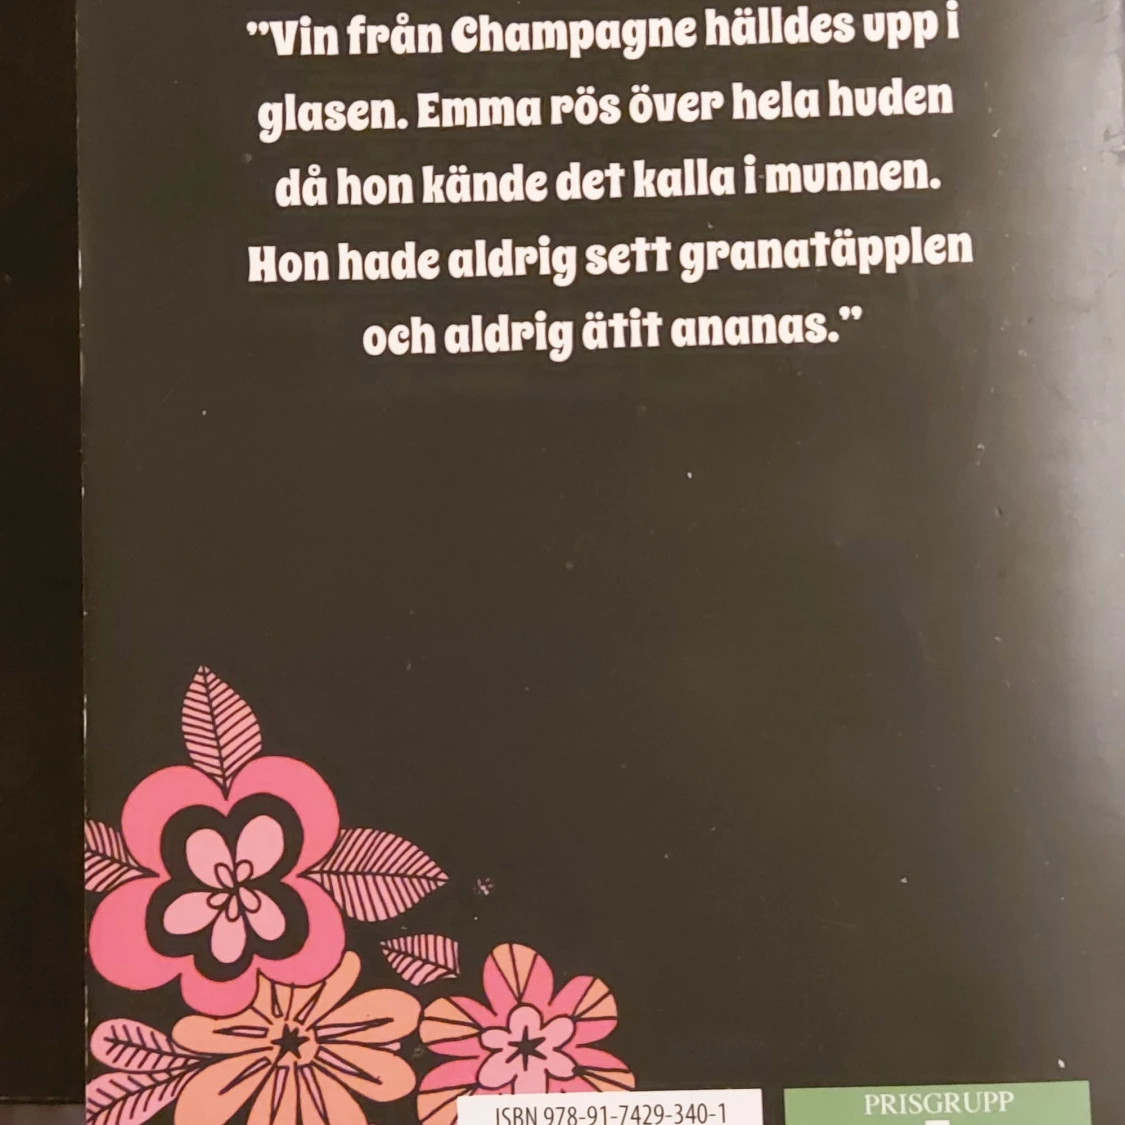 ”Vin från Champagne hälldes upp i
glasen. Emma rös över hela huden
då hon kände det kalla i munnen.
Hon hade aldrig sett granatäpplen
och aldrig ätit ananas.”
ISBN 978-91-7429-340-1
PRISGRUPP